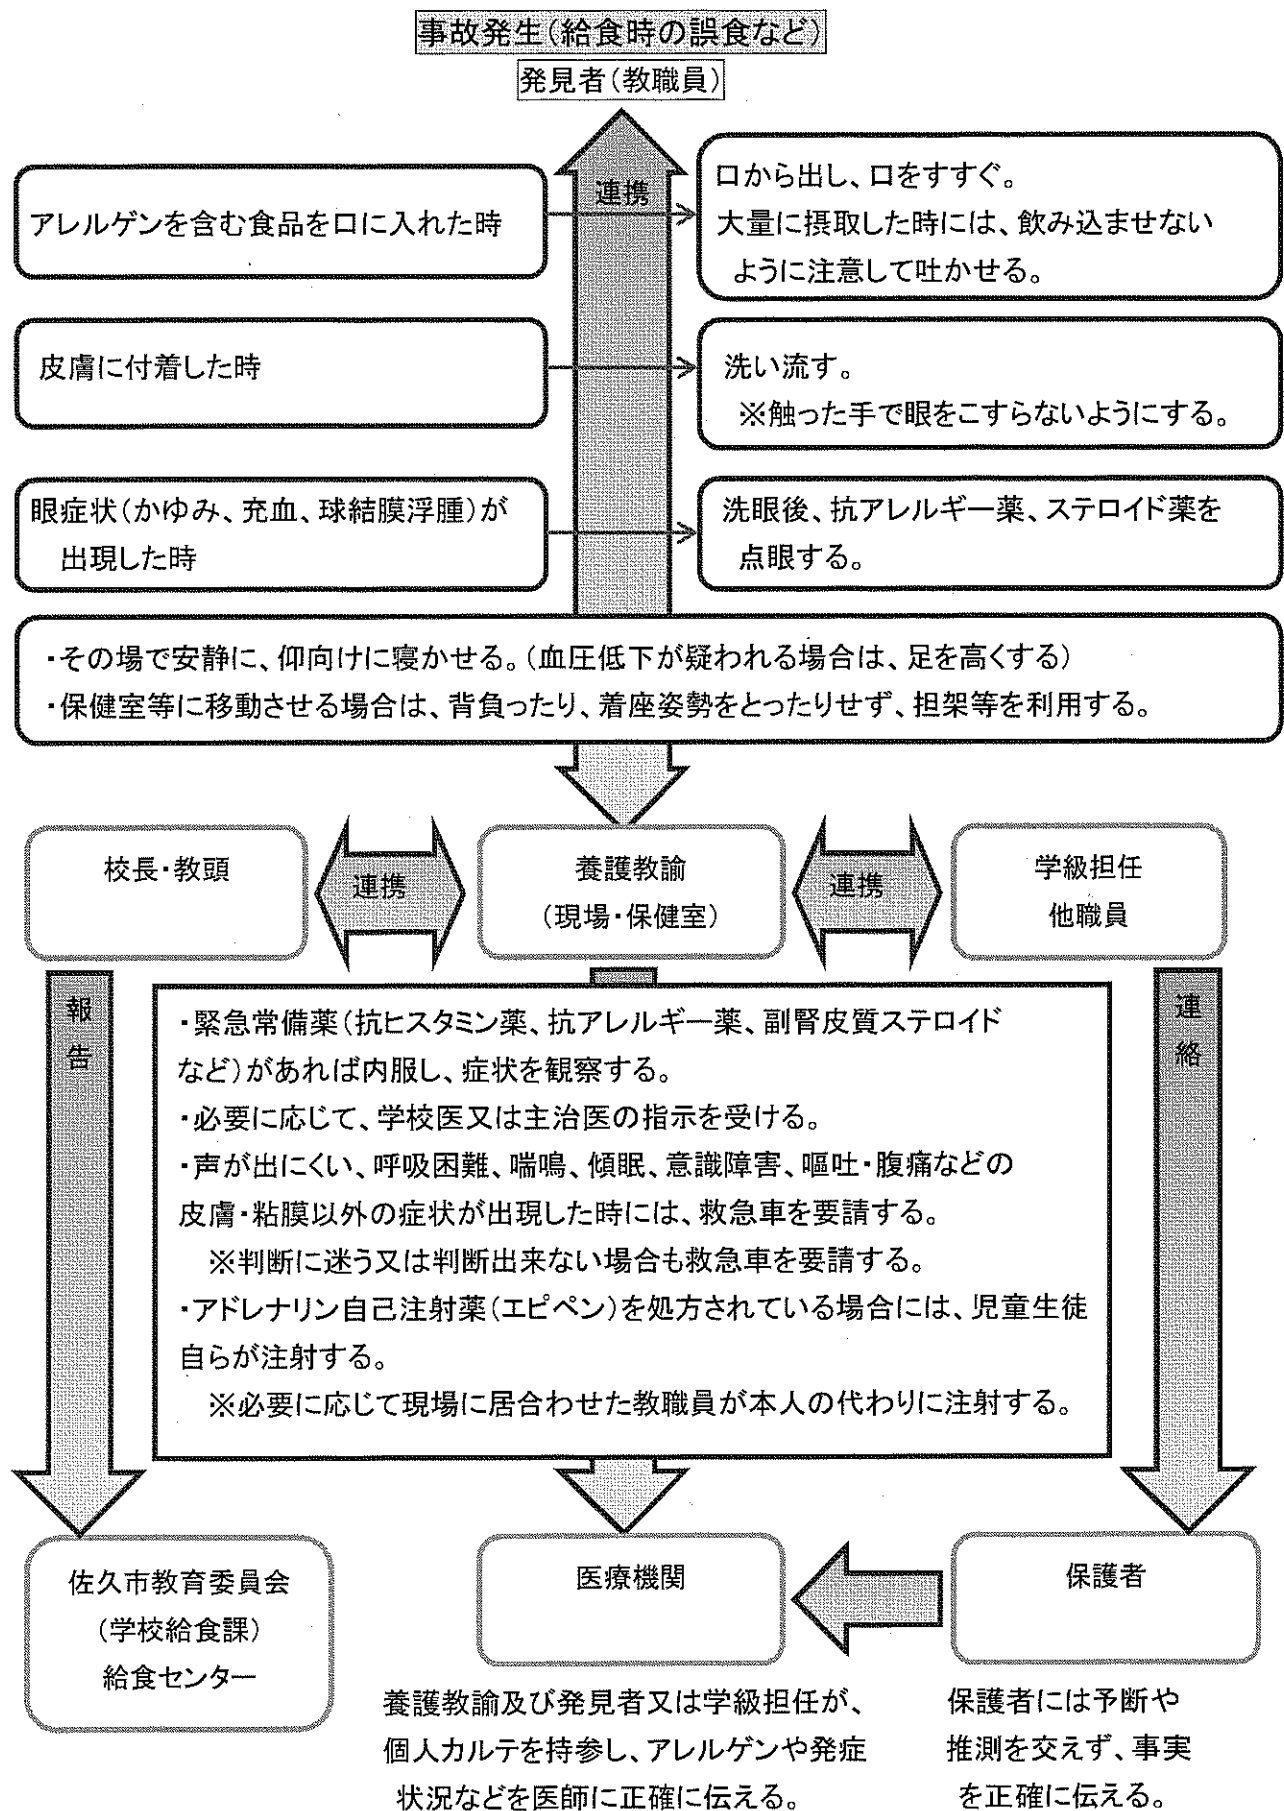 事故発生(給食時の誤食など)
発見者(教職員)
連携
アレルゲンを含む食品を口に入れた時
口から出し、口をすすぐ。
大量に摂取した時には、飲み込ませない
ように注意して吐かせる。
皮膚に付着した時
洗い流す。
※触った手で眼をこすらないようにする。
眼症状(かゆみ、充血、球結膜浮腫)が
出現した時
洗眼後、抗アレルギー薬、ステロイド薬を
点眼する。
・その場で安静に、仰向けに寝かせる。(血圧低下が疑われる場合は、足を高くする)
・保健室等に移動させる場合は、背負ったり、着座姿勢をとったりせず、担架等を利用する。
校長・教頭
連携
養護教諭
(現場・保健室)
連携
学級担任
他職員
報告
・緊急常備薬(抗ヒスタミン薬、抗アレルギー薬、副腎皮質ステロイド
など)があれば内服し、症状を観察する。
・必要に応じて、学校医又は主治医の指示を受ける。
・声が出にくい、呼吸困難、喘鳴、傾眠、意識障害、嘔吐・腹痛などの
皮膚・粘膜以外の症状が出現した時には、救急車を要請する。
※判断に迷う又は判断出来ない場合も救急車を要請する。
・アドレナリン自己注射薬(エピペン)を処方されている場合には、児童生徒
自らが注射する。
※必要に応じて現場に居合わせた教職員が本人の代わりに注射する。
連絡
佐久市教育委員会
(学校給食課)
給食センター
医療機関
保護者
養護教諭及び発見者又は学級担任が、
個人カルテを持参し、アレルゲンや発症
状況などを医師に正確に伝える。
保護者には予断や
推測を交えず、事実
を正確に伝える。